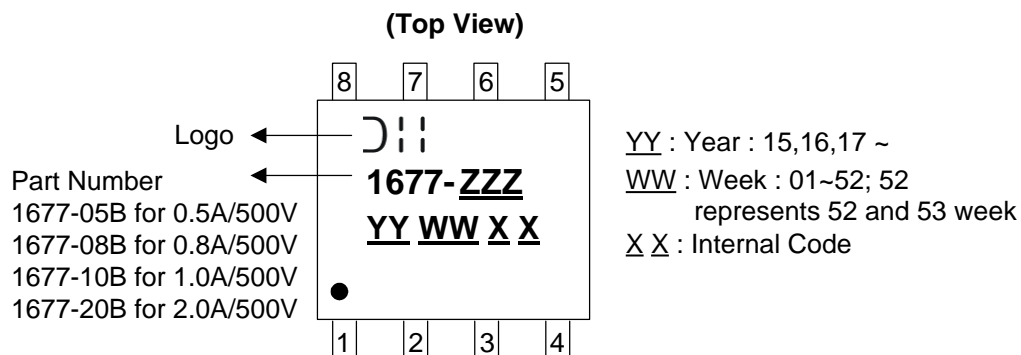 (Top View)
8 7 6 5
Logo
Part Number
1677-05B for 0.5A/500V
1677-08B for 0.8A/500V
1677-10B for 1.0A/500V
1677-20B for 2.0A/500V
1677-ZZZ
YY WW X X
1 2 3 4
YY : Year : 15,16,17 ~
WW : Week : 01~52; 52
represents 52 and 53 week
X X : Internal Code